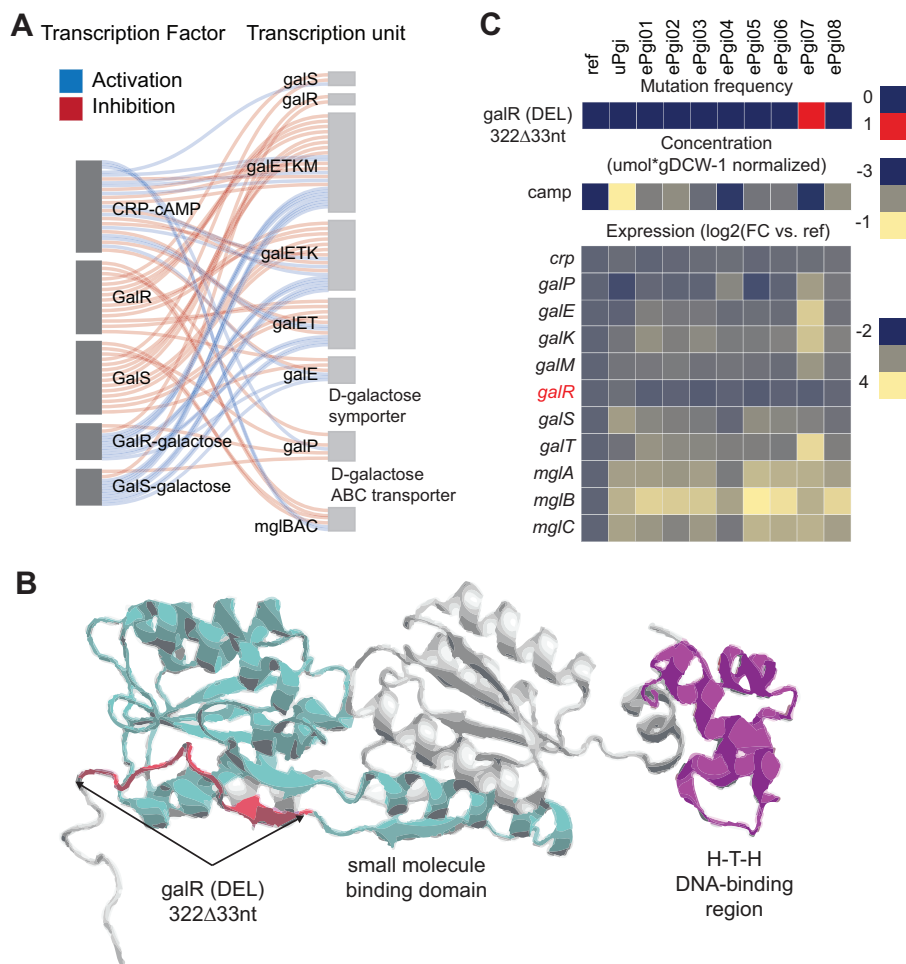 A
Transcription Factor
Transcription unit
Activation
Inhibition
CRP-cAMP
GalR
GalS
GalR-galactose
GalS-galactose
galS
galR
galETKM
galETK
galET
galE
D-galactose
symporter
galP
D-galactose
ABC transporter
mglBAC
C
ref
uPgi
ePgi01
ePgi02
ePgi03
ePgi04
ePgi05
ePgi06
ePgi07
ePgi08
Mutation frequency
galR (DEL)
322Δ33nt
0
1
Concentration
(umol*gDCW-1 normalized)
camp
-3
-1
Expression (log2(FC vs. ref)
crp
galP
galE
galK
galM
galR
galS
galT
mglA
mglB
mglC
-2
4
B
galR (DEL)
322Δ33nt
small molecule
binding domain
H-T-H
DNA-binding
region